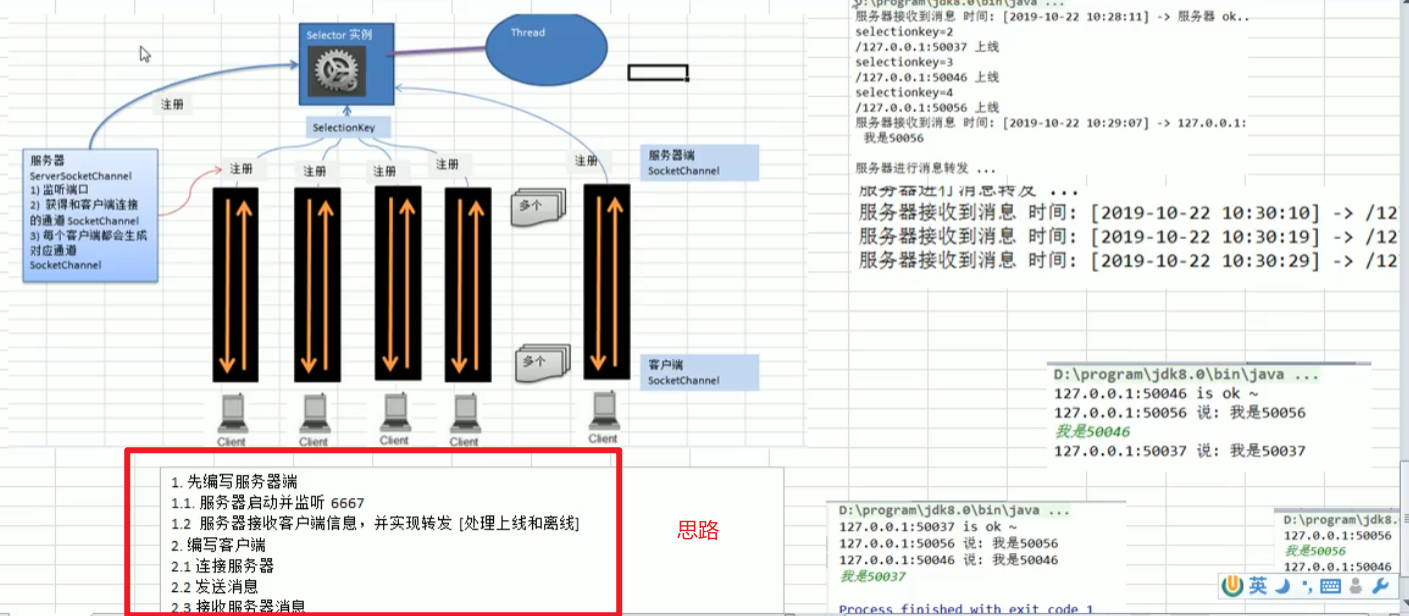 Selector 实例
Thread
注册
SelectionKey
服务器
ServerSocketChannel
1) 监听端口
2) 获得和客户端连接
的通道 SocketChannel
3) 每个客户端都会生成
对应通道
SocketChannel
注册
注册
注册
注册
注册
服务器端
SocketChannel
多个
多个
客户端
SocketChannel
Client
Client
Client
Client
Client
1. 先编写服务器端
1.1. 服务器启动并监听 6667
1.2 服务器接收客户端信息，并实现转发 [处理上线和离线]
2. 编写客户端
2.1 连接服务器
2.2 发送消息
2.3 接收服务器消息
思路
D:\program\jdk8.0\bin\java ...
服务器接收到消息 时间: [2019-10-22 10:28:11] -> 服务器 ok..
selectionkey=2
/127.0.0.1:50037 上线
selectionkey=3
/127.0.0.1:50046 上线
selectionkey=4
/127.0.0.1:50056 上线
服务器接收到消息 时间: [2019-10-22 10:29:07] -> 127.0.0.1:
我是50056
服务器进行消息转发 ...
服务器进行消息转发 ...
服务器接收到消息 时间: [2019-10-22 10:30:10] -> /12
服务器接收到消息 时间: [2019-10-22 10:30:19] -> /12
服务器接收到消息 时间: [2019-10-22 10:30:29] -> /12
D:\program\jdk8.0\bin\java ...
127.0.0.1:50046 is ok ~
127.0.0.1:50056 说: 我是50056
我是50046
127.0.0.1:50037 说: 我是50037
D:\program\jdk8.0\bin\java ...
127.0.0.1:50037 is ok ~
127.0.0.1:50056 说: 我是50056
127.0.0.1:50046 说: 我是50046
我是50037
Process finished with exit code 1
D:\program\jdk8.
127.0.0.1:50056
我是50056
127.0.0.1:50046
英